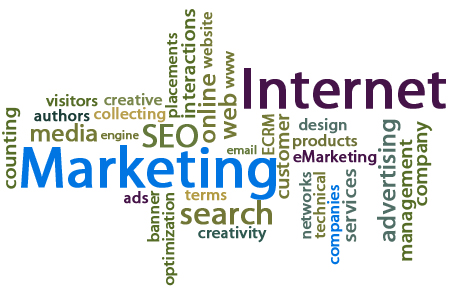 placements
interactions
website
online
www
web
Internet
visitors
creative
authors
collecting
counting
media
engine
SEO
email
ECRM
customer
design
products
eMarketing
Marketing
advertising
management
company
ads
banner
optimization
terms
search
creativity
networks
technical
companies
services